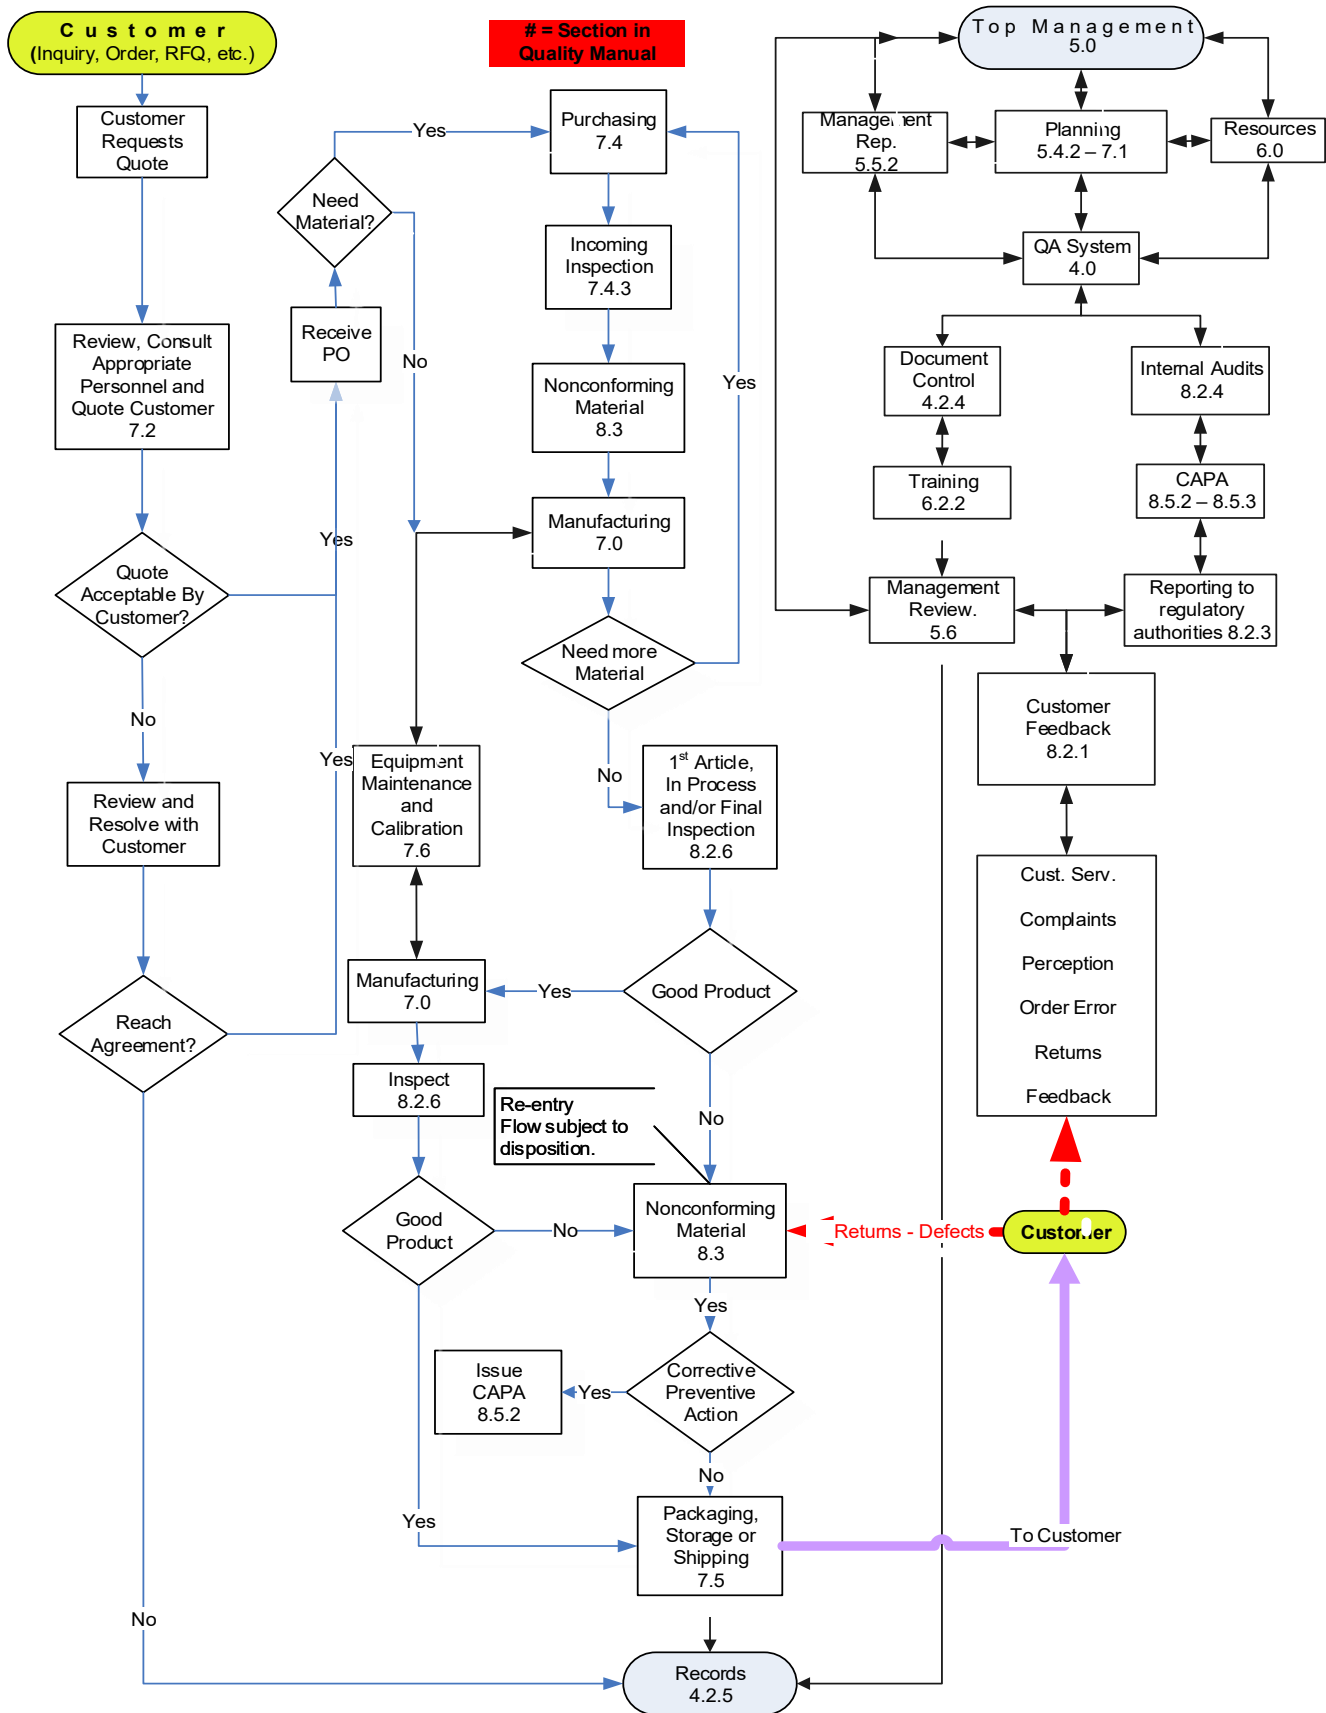 Customer
(Inquiry, Order, RFQ, etc.)
# = Section in
Quality Manual
Top Management
5.0
Customer
Requests
Quote
Yes
Purchasing
7.4
Management
Rep.
5.5.2
Planning
5.4.2 – 7.1
Resources
6.0
Need
Material?
Incoming
Inspection
7.4.3
QA System
4.0
Review, Consult
Appropriate
Personnel and
Quote Customer
7.2
Receive
PO
No
Yes
Nonconforming
Material
8.3
Document
Control
4.2.4
Internal Audits
8.2.4
Training
6.2.2
CAPA
8.5.2 – 8.5.3
Yes
Manufacturing
7.0
Quote
Acceptable By
Customer?
Management
Review.
5.6
Reporting to
regulatory
authorities 8.2.3
Need more
Material
No
Yes
Customer
Feedback
8.2.1
Review and
Resolve with
Customer
Equipment
Maintenance
and
Calibration
7.6
No
1st Article,
In Process
and/or Final
Inspection
8.2.6
Cust. Serv.
Complaints
Perception
Order Error
Returns
Feedback
Manufacturing
7.0
Yes
Good Product
Reach
Agreement?
Inspect
8.2.6
Re-entry
Flow subject to
disposition.
No
Good
Product
No
Nonconforming
Material
8.3
Returns - Defects
Customer
Yes
Issue
CAPA
8.5.2
Yes
Corrective
Preventive
Action
No
Yes
Packaging,
Storage or
Shipping
7.5
To Customer
No
Records
4.2.5